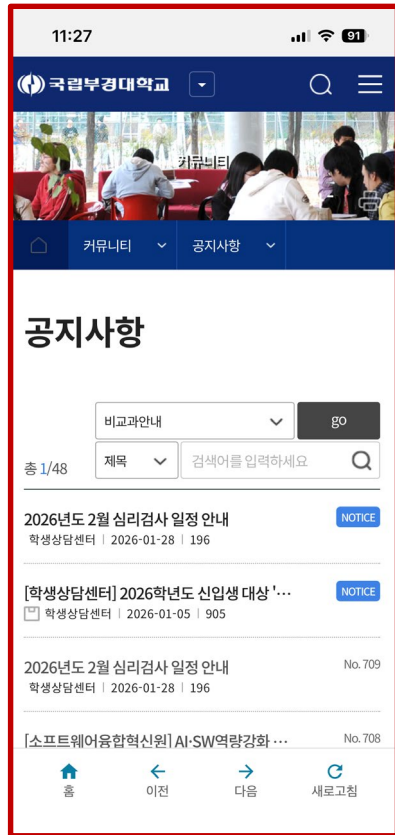 11:27
91
국립부경대학교
커뮤니티
커뮤니티
공지사항
공지사항
비교과안내
go
총 1/48
제목
검색어를 입력하세요
2026년도 2월 심리검사 일정 안내
NOTICE
학생상담센터 | 2026-01-28 | 196
[학생상담센터] 2026학년도 신입생 대상 '…
NOTICE
학생상담센터 | 2026-01-05 | 905
2026년도 2월 심리검사 일정 안내
No. 709
학생상담센터 | 2026-01-28 | 196
[소프트웨어융합혁신원] AI·SW역량강화 …
No. 708
홈
이전
다음
새로고침